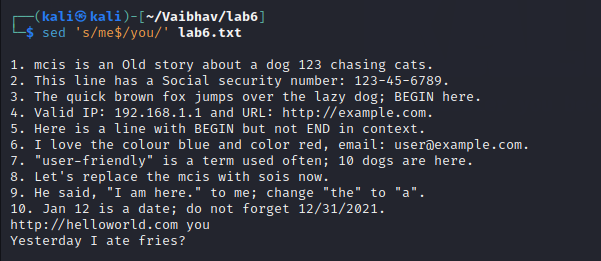 ┌──(kali㉿kali)-[~/Vaibhav/lab6]
└─$ sed 's/me$/you/' lab6.txt
1. mcis is an Old story about a dog 123 chasing cats.
2. This line has a Social security number: 123-45-6789.
3. The quick brown fox jumps over the lazy dog; BEGIN here.
4. Valid IP: 192.168.1.1 and URL: http://example.com.
5. Here is a line with BEGIN but not END in context.
6. I love the colour blue and color red, email: user@example.com.
7. "user-friendly" is a term used often; 10 dogs are here.
8. Let's replace the mcis with sois now.
9. He said, "I am here." to me; change "the" to "a".
10. Jan 12 is a date; do not forget 12/31/2021.
http://helloworld.com you
Yesterday I ate fries?